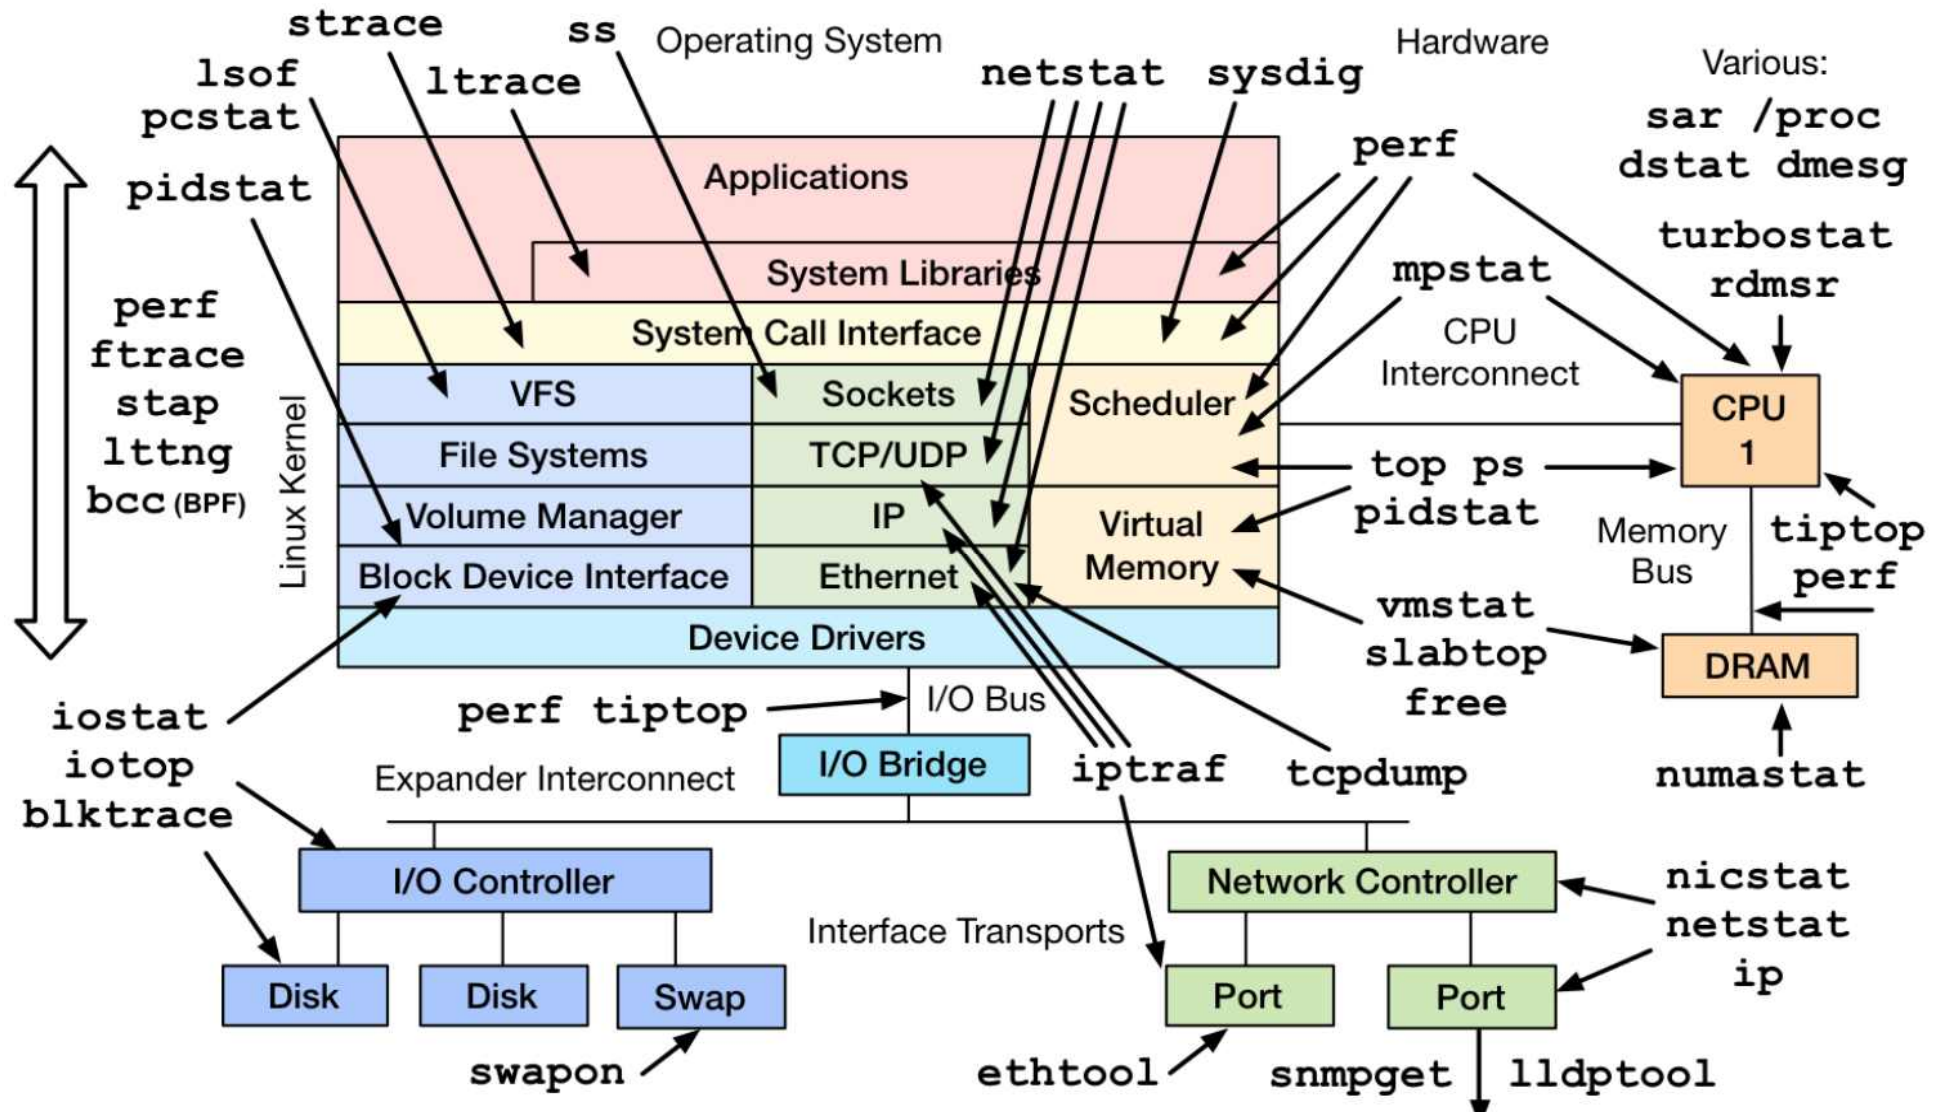 strace
ss
Operating System
Hardware
lsof
pcstat
ltrace
netstat
sysdig
Various:
sar /proc
dstat dmesg
perf
pidstat
Applications
turbostat
rdmsr
System Libraries
mpstat
perf
ftrace
stap
lttng
bcc (BPF)
System Call Interface
CPU
Interconnect
Linux Kernel
VFS
Sockets
Scheduler
CPU
1
File Systems
TCP/UDP
top ps
pidstat
Volume Manager
IP
Virtual
Memory
Memory
Bus
tiptop
perf
Block Device Interface
Ethernet
vmstat
slabtop
free
Device Drivers
DRAM
iostat
iotop
blktrace
perf tiptop
I/O Bus
I/O Bridge
Expander Interconnect
iptraf
tcpdump
numastat
I/O Controller
Network Controller
nicstat
netstat
ip
Interface Transports
Disk
Disk
Swap
Port
Port
swapon
ethtool
snmpget
lldptool